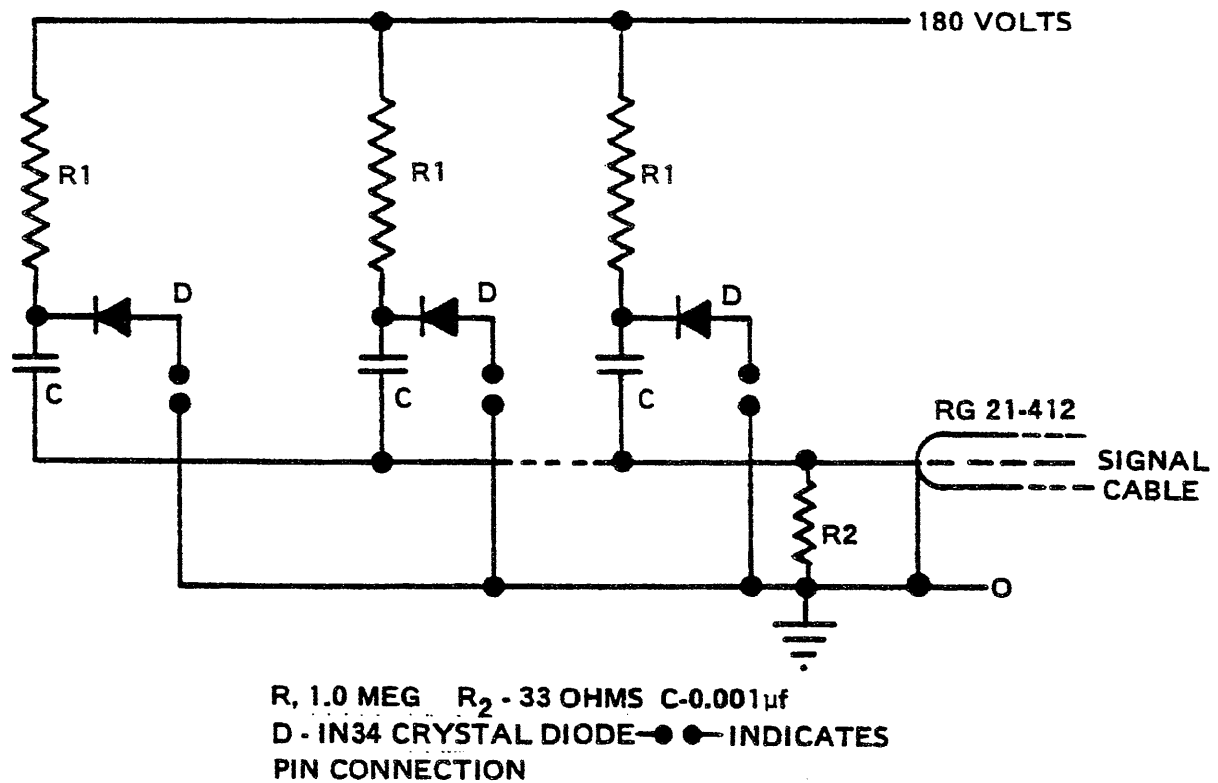 180 VOLTS
R1
R1
R1
D
D
D
C
C
C
RG 21-412
SIGNAL
CABLE
R2
O
R, 1.0 MEG R2 - 33 OHMS C-0.001µf
D - IN34 CRYSTAL DIODE INDICATES
PIN CONNECTION